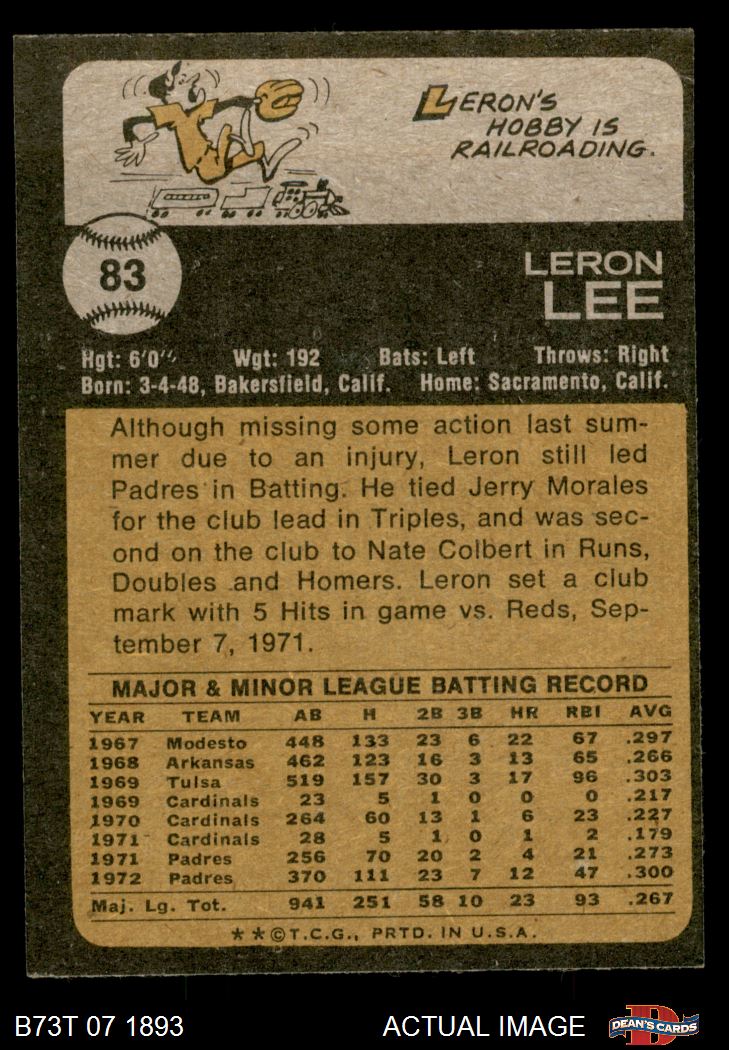 LERON'S
HOBBY IS
RAILROADING.
83
LERON
LEE
Hgt: 6'0" Wgt: 192 Bats: Left Throws: Right
Born: 3-4-48, Bakersfield, Calif. Home: Sacramento, Calif.
Although missing some action last sum-
mer due to an injury, Leron still led
Padres in Batting. He tied Jerry Morales
for the club lead in Triples, and was sec-
ond on the club to Nate Colbert in Runs,
Doubles and Homers. Leron set a club
mark with 5 Hits in game vs. Reds, Sep-
tember 7, 1971.
MAJOR & MINOR LEAGUE BATTING RECORD
YEAR TEAM AB H 2B 3B HR RBI AVG
1967 Modesto 448 133 23 6 22 67 .297
1968 Arkansas 462 123 16 3 13 65 .266
1969 Tulsa 519 157 30 3 17 96 .303
1969 Cardinals 23 5 1 0 0 0 .217
1970 Cardinals 264 60 13 1 6 23 .227
1971 Cardinals 28 5 1 0 1 2 .179
1971 Padres 256 70 20 2 4 21 .273
1972 Padres 370 111 23 7 12 47 .300
Maj. Lg. Tot. 941 251 58 10 23 93 .267
**©T.C.G., PRTD. IN U.S.A.
B73T 07 1893 ACTUAL IMAGE DEAN'S CARDS